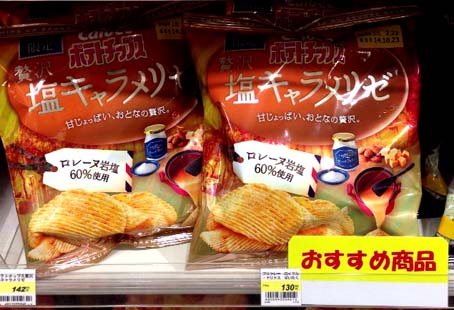 限定
Calbee
ポテトチップス
贅沢
塩キャラメリゼ
甘じょっぱい、おとなの贅沢。
ロレーヌ岩塩
60%使用
142
限定
Calbee
ポテトチップス
贅沢
塩キャラメリゼ
甘じょっぱい、おとなの贅沢。
ロレーヌ岩塩
60%使用
130
おすすめ商品